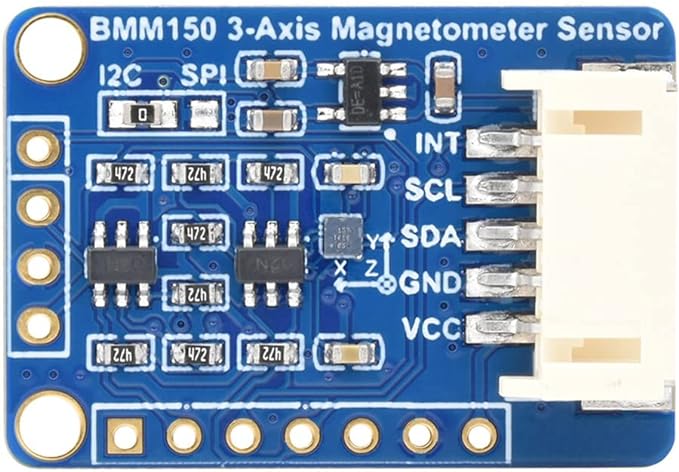 BMM150 3-Axis Magnetometer Sensor
I2C SPI
0
DE=A1D
INT
472 472 472
SCL
472
SDA
Y
X Z
GND
472
VCC
472 472 472